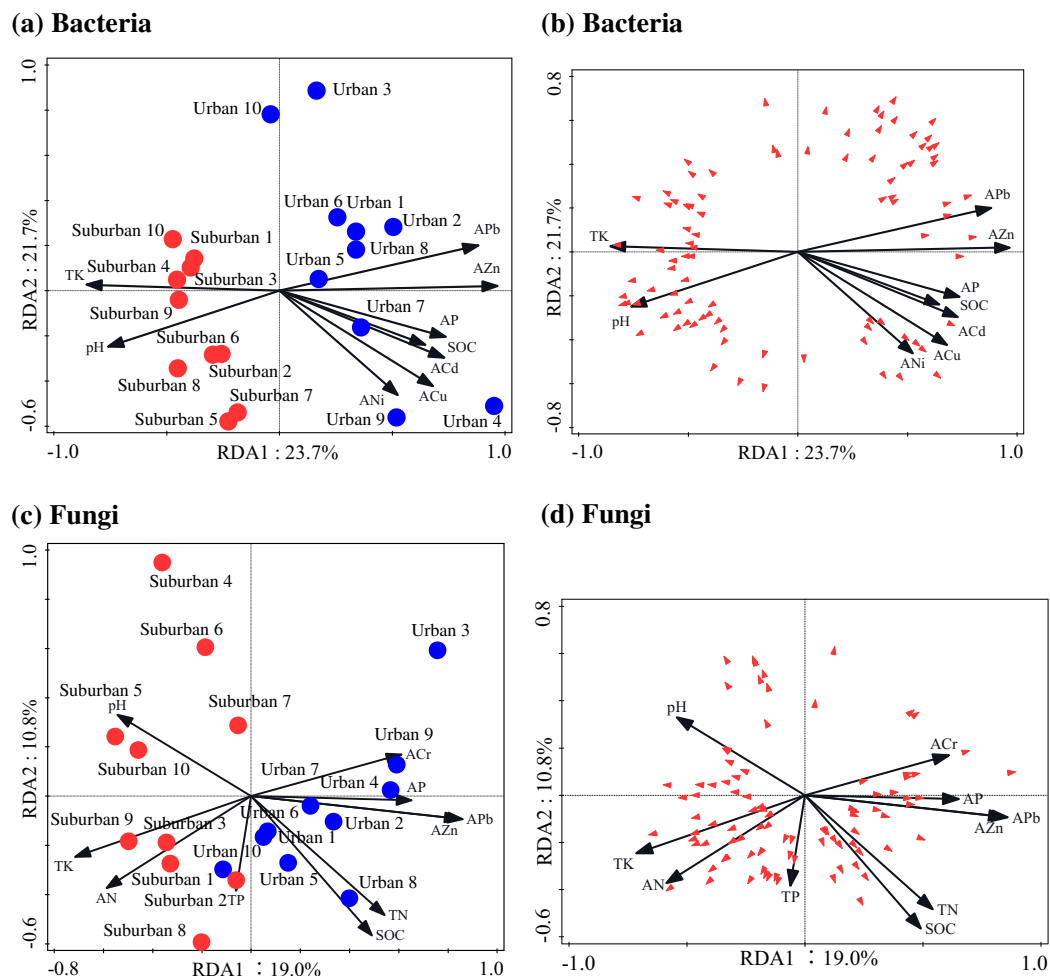 (a) Bacteria
1.0
RDA2 : 21.7%
-0.6
Urban 3
Urban 10
Urban 6
Urban 1
Urban 2
Suburban 10
Suburban 1
Urban 8
APb
Suburban 4
Urban 5
TK
Suburban 3
AZn
Suburban 9
Urban 7
AP
pH
Suburban 6
SOC
Suburban 2
ACd
Suburban 8
Suburban 7
ANi
ACu
Suburban 5
Urban 9
Urban 4
-1.0
RDA1 : 23.7%
1.0
(b) Bacteria
0.8
RDA2 : 21.7%
-0.8
APb
TK
AZn
AP
SOC
pH
ACd
ACu
ANi
-1.0
RDA1 : 23.7%
1.0
(c) Fungi
1.0
RDA2 : 10.8%
-0.6
Suburban 4
Suburban 6
Urban 3
Suburban 5
pH
Suburban 7
Urban 9
ACr
Suburban 10
Urban 7
Urban 4
AP
Urban 6
APb
Suburban 9
Suburban 3
Urban 2
AZn
Urban 1
TK
Urban 10
Suburban 1
Urban 5
Urban 8
AN
Suburban 2
TP
TN
Suburban 8
SOC
-0.8
RDA1 : 19.0%
1.0
(d) Fungi
0.8
RDA2 : 10.8%
-0.6
pH
ACr
AP
APb
AZn
TK
AN
TP
TN
SOC
-1.0
RDA1 : 19.0%
1.0